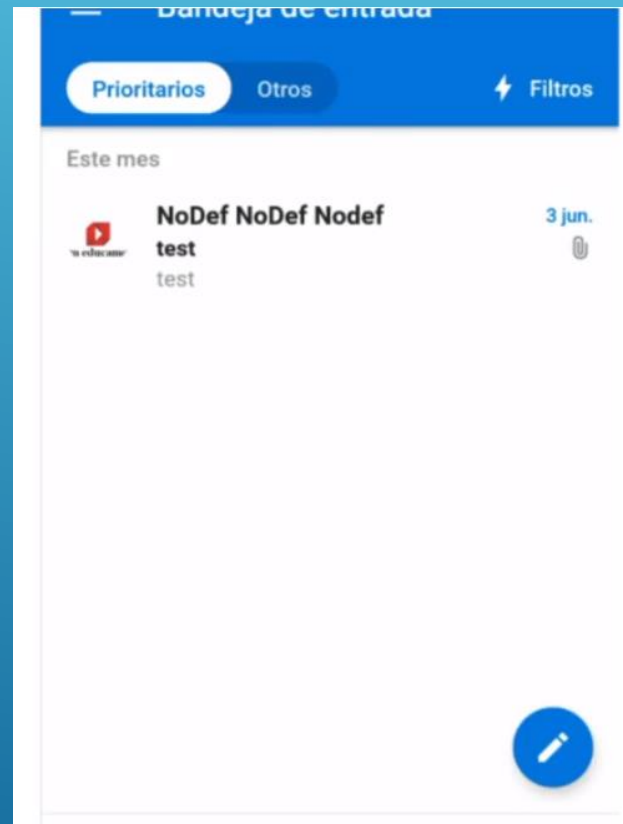 Bandeja de entrada
Prioritarios
Otros
Filtros
Este mes
NoDef NoDef Nodef
3 jun.
test
test